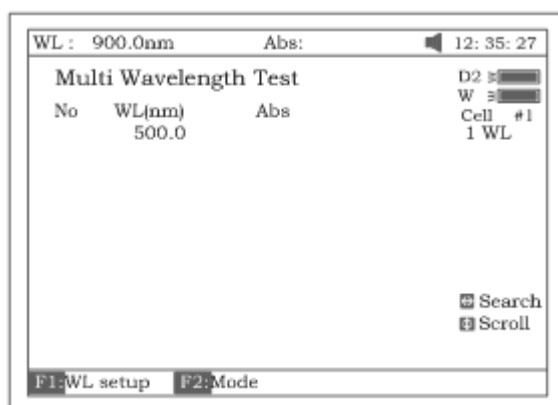 WL : 900.0nm Abs: 12: 35: 27
Multi Wavelength Test
D2
W
No WL(nm) Abs
Cell #1
500.0
1 WL
Search
Scroll
F1:WL setup F2:Mode